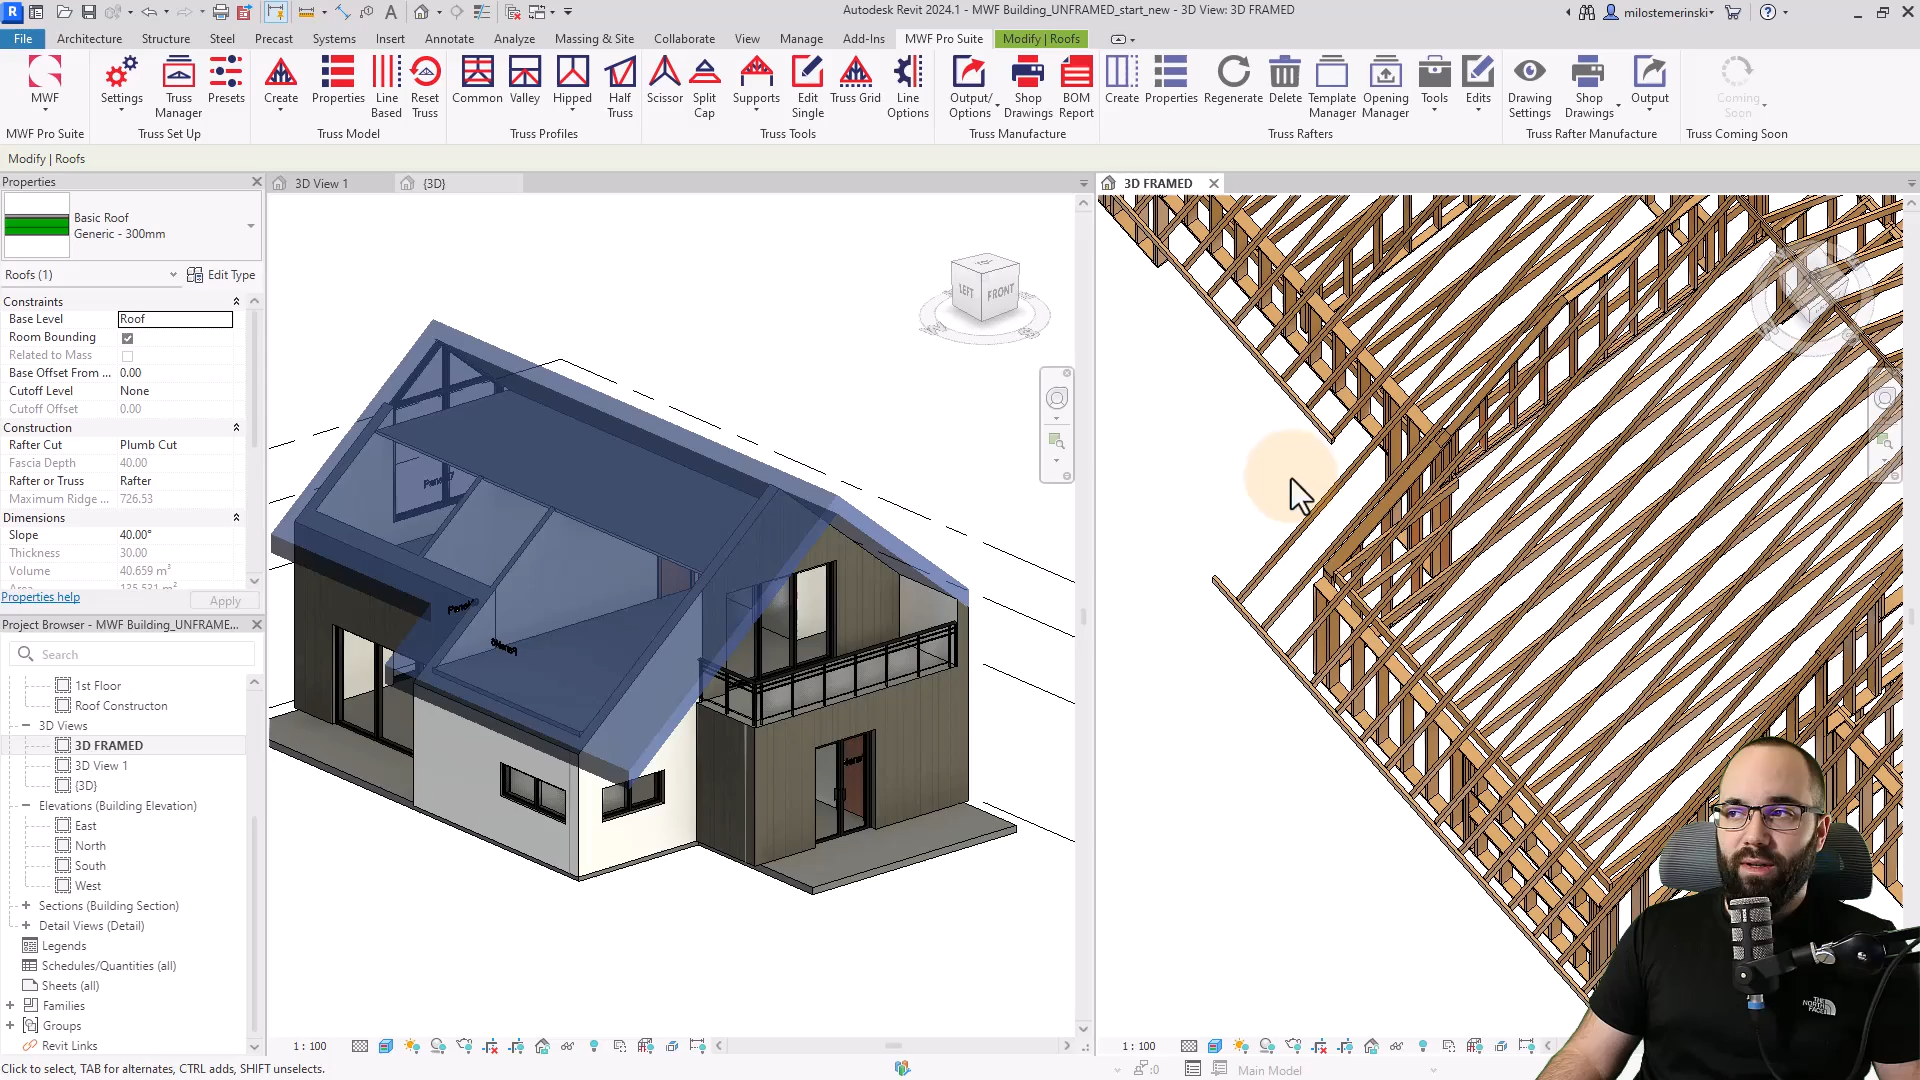 Autodesk Revit 2024.1 - MWF Building_UNFRAMED_start_new - 3D View: 3D FRAMED
milostemerinski
File Architecture Structure Steel Precast Systems Insert Annotate Analyze Massing & Site Collaborate View Manage Add-Ins MWF Pro Suite Modify | Roofs
MWF Settings Truss Manager Presets Create Properties Line Based Reset Truss Common Valley Hipped Half Truss Scissor Split Cap Supports Edit Single Truss Grid Line Options Output/ Options Shop Drawings BOM Report Create Properties Regenerate Delete Template Manager Opening Manager Tools Edits Drawing Settings Shop Drawings Output Coming Soon
MWF Pro Suite Truss Set Up Truss Model Truss Profiles Truss Tools Truss Manufacture Truss Rafters Truss Rafter Manufacture Truss Coming Soon
Modify | Roofs
Properties
Basic Roof
Generic - 300mm
Roofs (1) Edit Type
Constraints
Base Level Roof
Room Bounding
Related to Mass
Base Offset From ... 0.00
Cutoff Level None
Cutoff Offset 0.00
Construction
Rafter Cut Plumb Cut
Fascia Depth 40.00
Rafter or Truss Rafter
Maximum Ridge ... 726.53
Dimensions
Slope 40.00°
Thickness 30.00
Volume 40.659 m³
Area 135.531 m²
Properties help Apply
Project Browser - MWF Building_UNFRAME...
Search
1st Floor
Roof Constructon
3D Views
3D FRAMED
3D View 1
{3D}
Elevations (Building Elevation)
East
North
South
West
Sections (Building Section)
Detail Views (Detail)
Legends
Schedules/Quantities (all)
Sheets (all)
Families
Groups
Revit Links
3D View 1 {3D}
LEFT FRONT
1 : 100
3D FRAMED
1 : 100
THE NORTH FACE
Click to select, TAB for alternates, CTRL adds, SHIFT unselects.
:0
Main Model